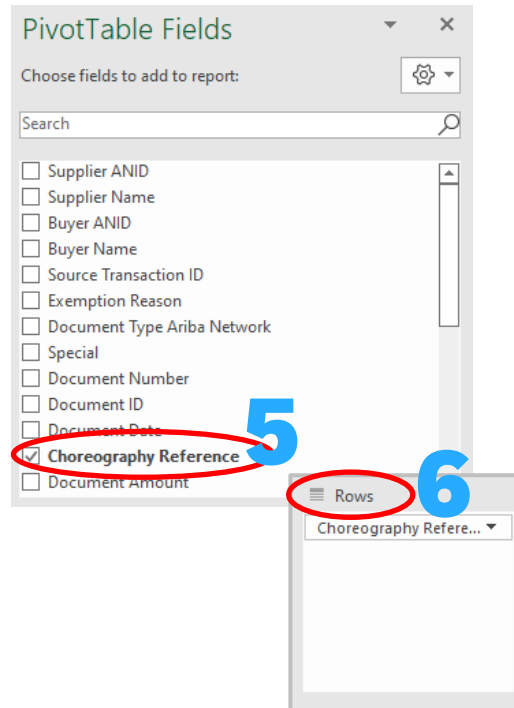 PivotTable Fields
Choose fields to add to report:
Search
Supplier ANID
Supplier Name
Buyer ANID
Buyer Name
Source Transaction ID
Exemption Reason
Document Type Ariba Network
Special
Document Number
Document ID
Document Date
Choreography Reference
5
Document Amount
Rows
6
Choreography Refere...